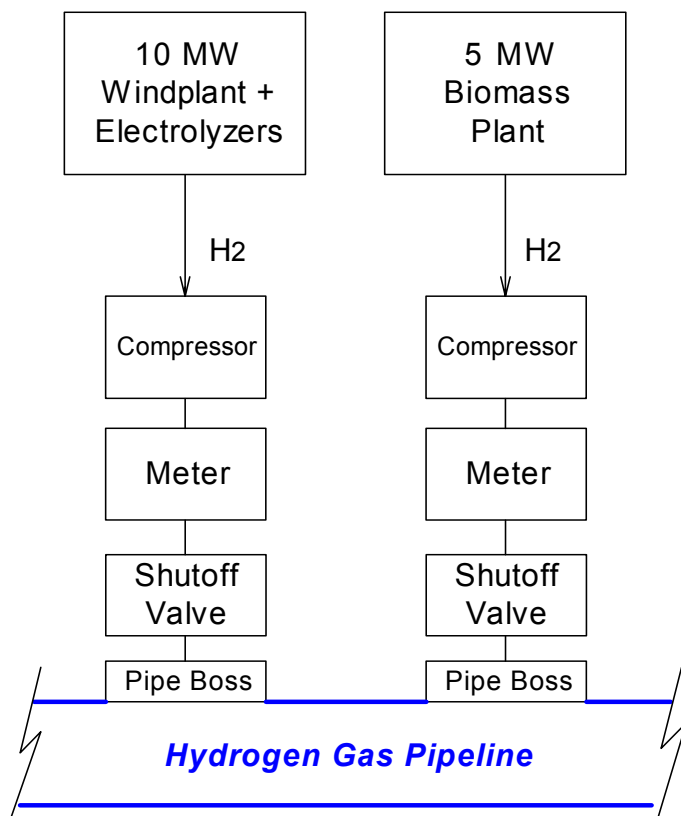 10 MW
Windplant +
Electrolyzers
5 MW
Biomass
Plant
H2
H2
Compressor
Compressor
Meter
Meter
Shutoff
Valve
Shutoff
Valve
Pipe Boss
Pipe Boss
Hydrogen Gas Pipeline